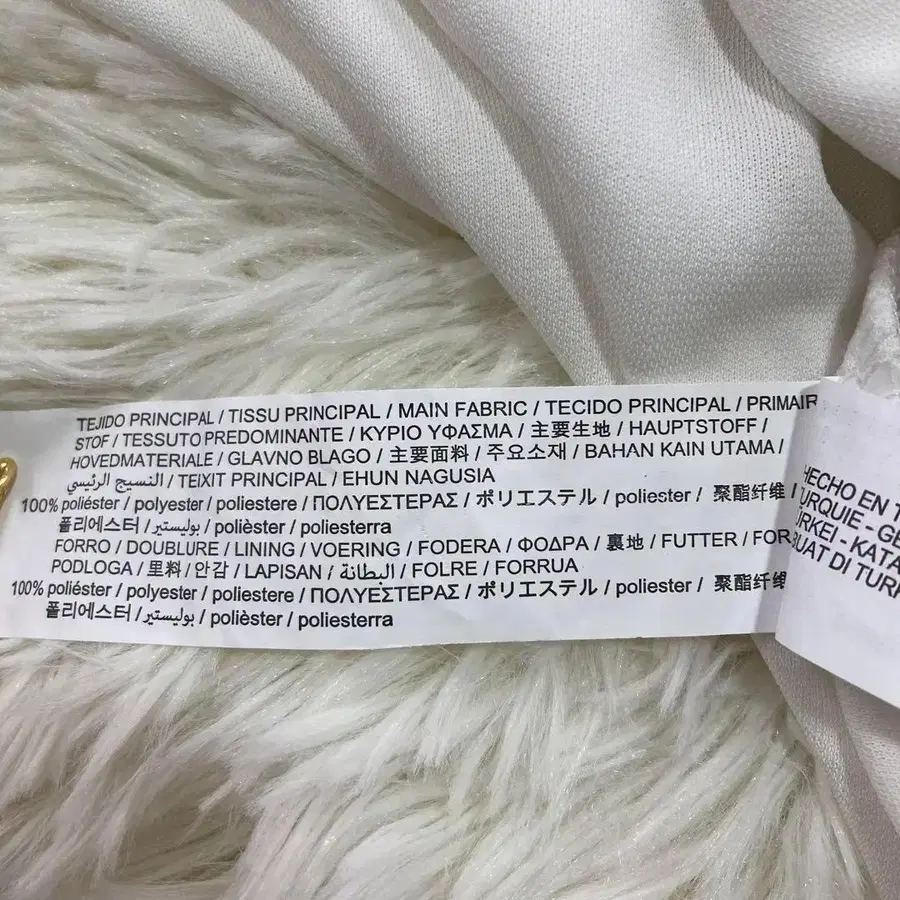 TEJIDO PRINCIPAL / TISSU PRINCIPAL / MAIN FABRIC / TECIDO PRINCIPAL / PRIMAIR
STOF / TESSUTO PREDOMINANTE / ΚΥΡΙΟ ΥΦΑΣΜΑ / 主要生地 / HAUPTSTOFF /
HOVEDMATERIALE / GLAVNO BLAGO / 主要面料 / 주요소재 / BAHAN KAIN UTAMA /
النسيج الرئيسي / TEIXIT PRINCIPAL / EHUN NAGUSIA
100% poliéster / polyester / poliestere / ΠΟΛΥΕΣΤΕΡΑΣ / ポリエステル / poliester / 聚酯纤维 /
폴리에스터 / بوليستير / polièster / poliesterra
FORRO / DOUBLURE / LINING / VOERING / FODERA / ΦΟΔΡΑ / 裏地 / FUTTER / FOR
PODLOGA / 里料 / 안감 / LAPISAN / البطانة / FOLRE / FORRUA
100% poliéster / polyester / poliestere / ΠΟΛΥΕΣΤΕΡΑΣ / ポリエステル / poliester / 聚酯纤维
폴리에스터 / بوليستير / polièster / poliesterra
HECHO EN T
TURQUIE - GE
ÜRKEI - KATA
BUAT DI TURK